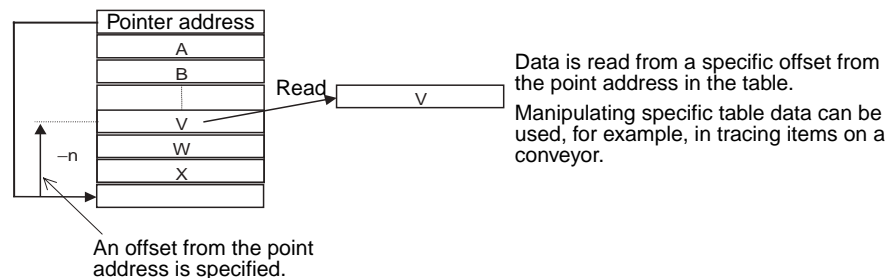 Pointer address
A
B
V
W
X
–n
Read
V
Data is read from a specific offset from
the point address in the table.
Manipulating specific table data can be
used, for example, in tracing items on a
conveyor.
An offset from the point
address is specified.